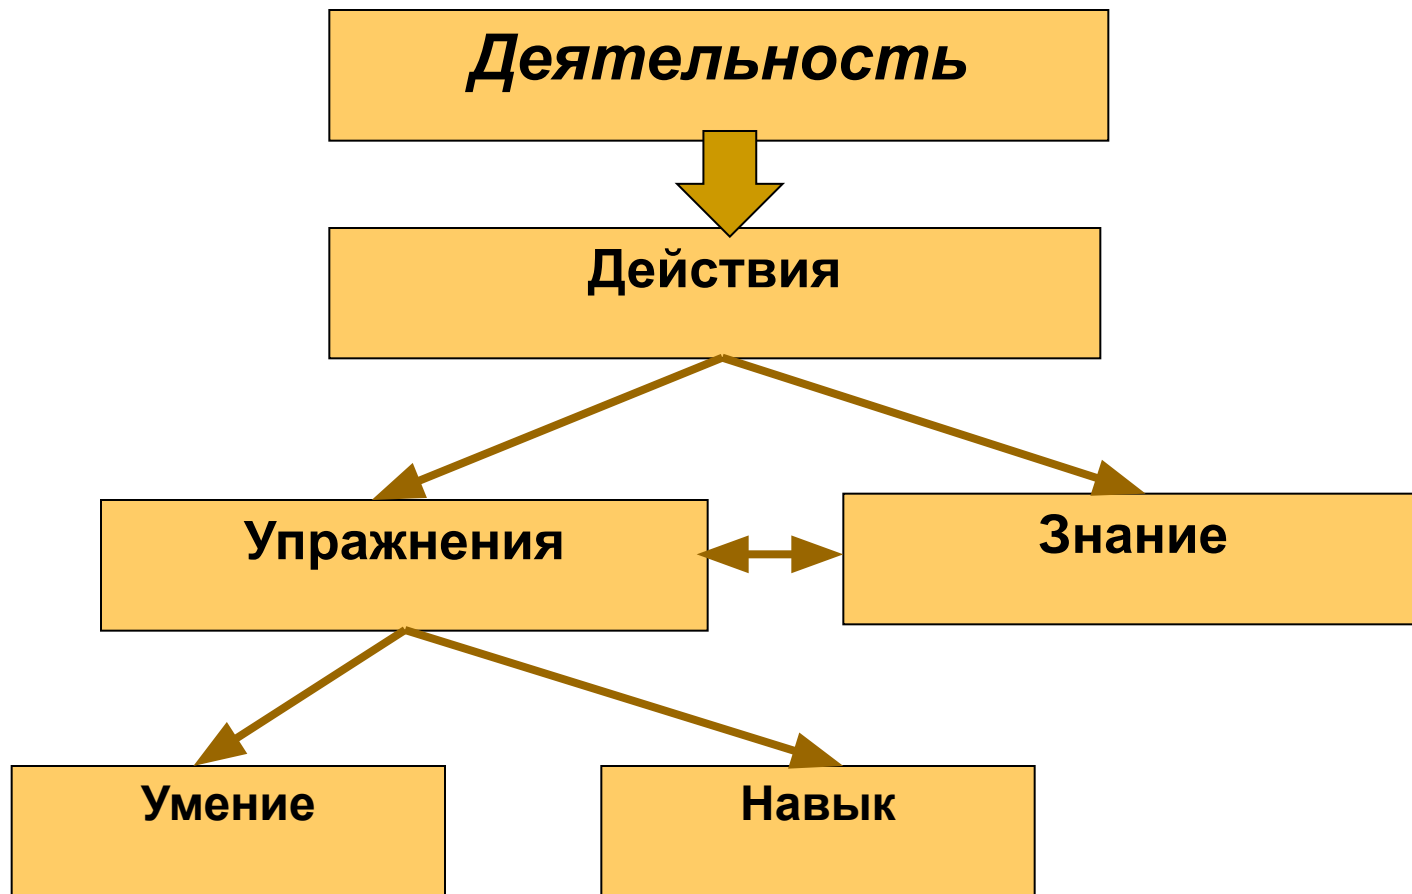 Деятельность
Действия
Упражнения
Знание
Умение
Навык